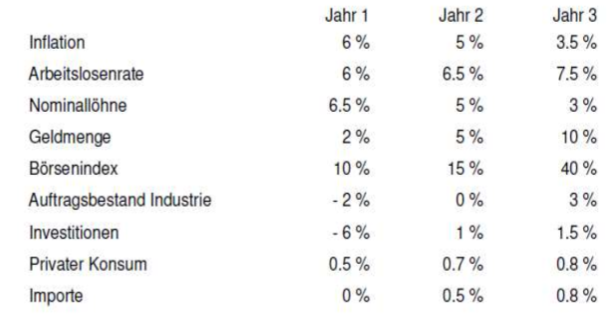 Jahr 1 Jahr 2 Jahr 3
Inflation 6 % 5 % 3.5 %
Arbeitslosenrate 6 % 6.5 % 7.5 %
Nominallöhne 6.5 % 5 % 3 %
Geldmenge 2 % 5 % 10 %
Börsenindex 10 % 15 % 40 %
Auftragsbestand Industrie - 2 % 0 % 3 %
Investitionen - 6 % 1 % 1.5 %
Privater Konsum 0.5 % 0.7 % 0.8 %
Importe 0 % 0.5 % 0.8 %